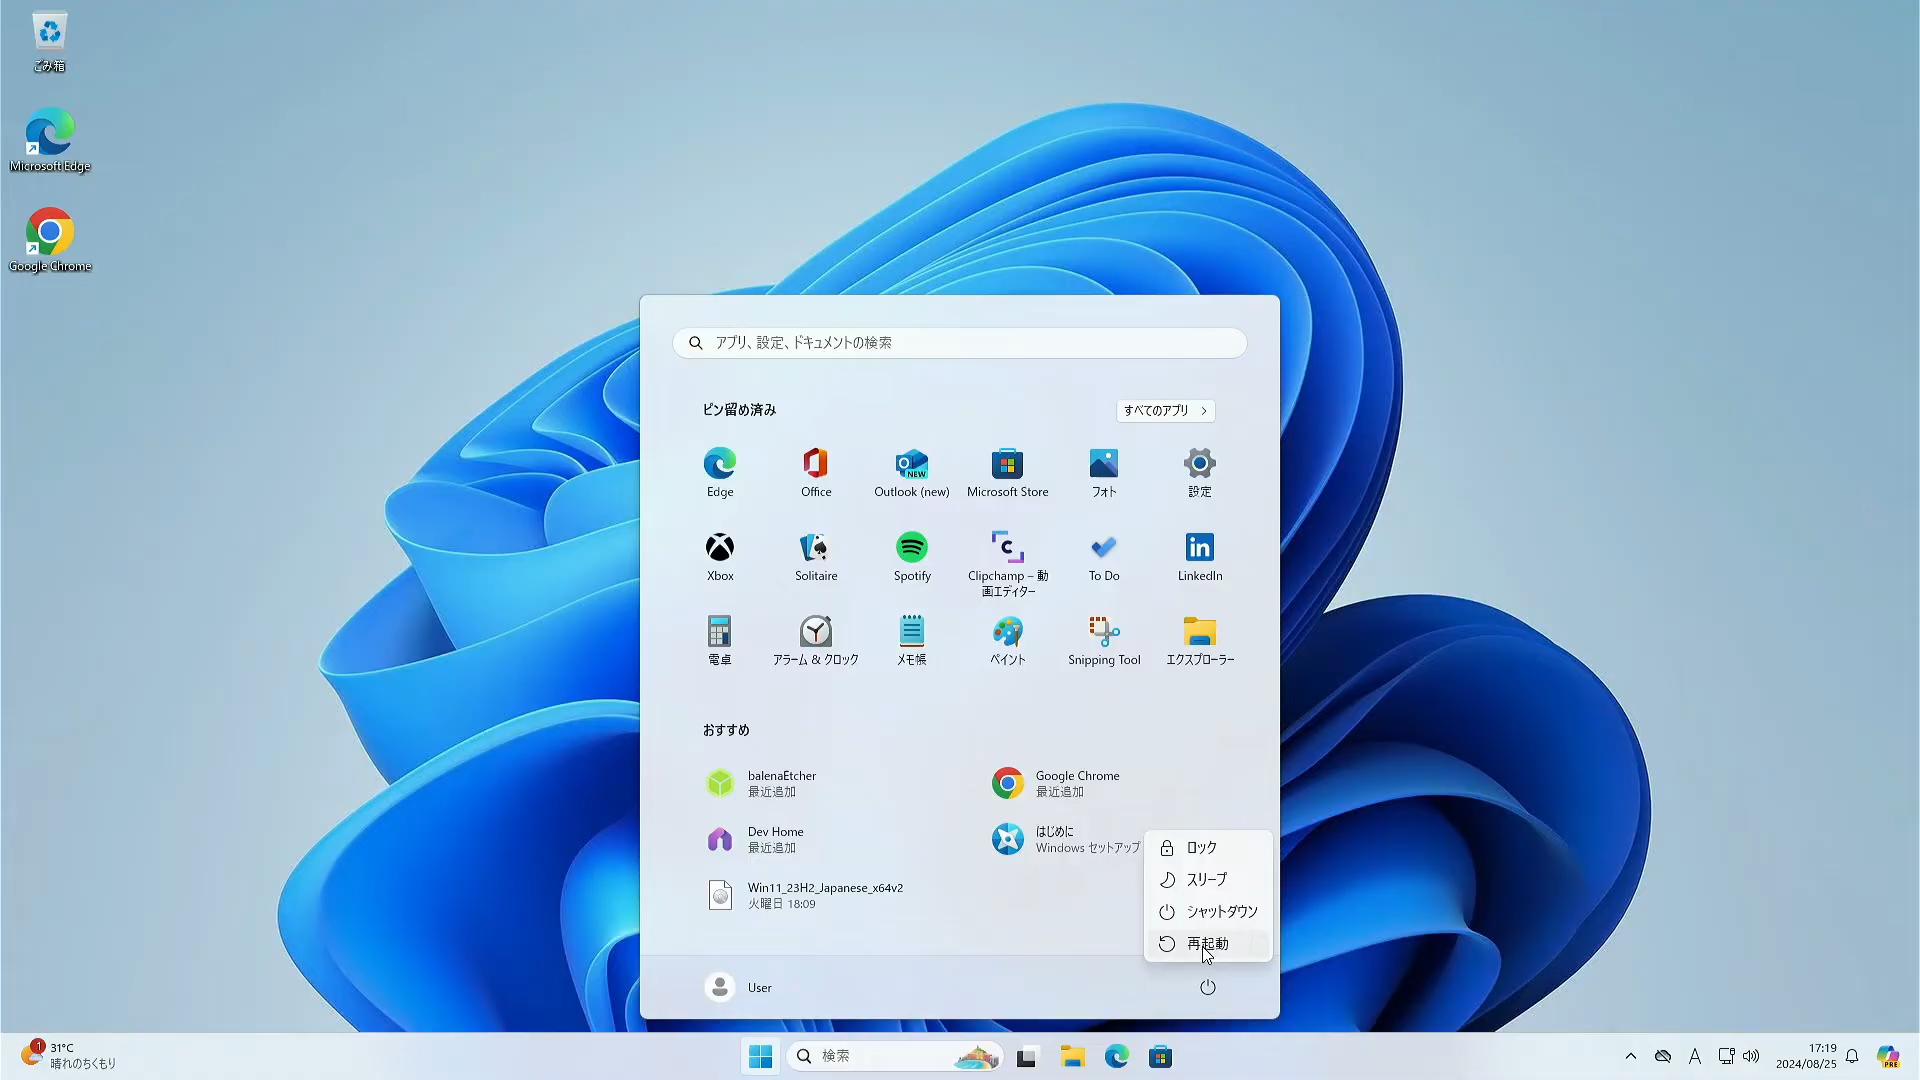 ごみ箱
Microsoft Edge
Google Chrome
アプリ、設定、ドキュメントの検索
ピン留め済み
すべてのアプリ
Edge
Office
Outlook (new)
Microsoft Store
フォト
設定
NEW
Xbox
Solitaire
Spotify
Clipchamp – 動
画エディター
To Do
LinkedIn
電卓
アラーム & クロック
メモ帳
ペイント
Snipping Tool
エクスプローラー
おすすめ
balenaEtcher
最近追加
Google Chrome
最近追加
Dev Home
最近追加
はじめに
Windows セットアップ
Win11_23H2_Japanese_x64v2
火曜日 18:09
ロック
スリープ
シャットダウン
再起動
User
1
31°C
晴れのちくもり
検索
A
17:19
2024/08/25
PRE